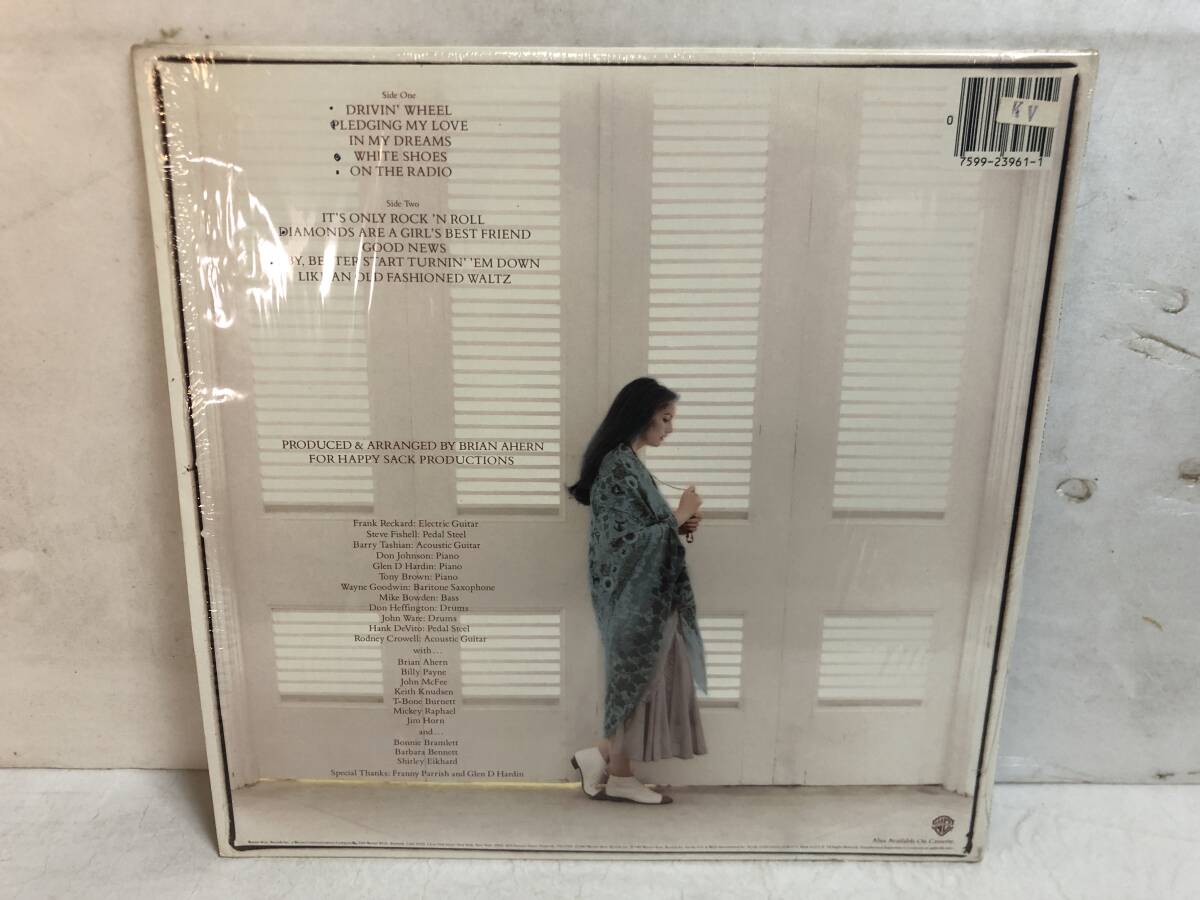 Side One
DRIVIN' WHEEL
PLEDGING MY LOVE
IN MY DREAMS
WHITE SHOES
ON THE RADIO
Side Two
IT'S ONLY ROCK 'N ROLL
DIAMONDS ARE A GIRL'S BEST FRIEND
GOOD NEWS
BETTER START TURNIN' 'EM DOWN
LIKE AN OLD FASHIONED WALTZ
PRODUCED & ARRANGED BY BRIAN AHERN
FOR HAPPY SACK PRODUCTIONS
Frank Reckard: Electric Guitar
Steve Fishell: Pedal Steel
Barry Tashian: Acoustic Guitar
Don Johnson: Piano
Glen D Hardin: Piano
Tony Brown: Piano
Wayne Goodwin: Baritone Saxophone
Mike Bowden: Bass
Don Heffington: Drums
John Ware: Drums
Hank DeVito: Pedal Steel
Rodney Crowell: Acoustic Guitar
with...
Brian Ahern
Billy Payne
John McFee
Keith Knudsen
T-Bone Burnett
Mickey Raphael
Jim Horn
and...
Bonnie Bramlett
Barbara Bennett
Shirley Eikhard
Special Thanks: Franny Parrish and Glen D Hardin
0
7599-23961-1
Also Available On Cassette